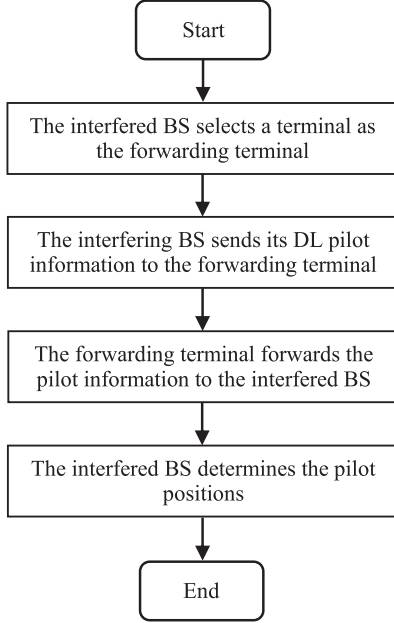 Start
The interfered BS selects a terminal as
the forwarding terminal
The interfering BS sends its DL pilot
information to the forwarding terminal
The forwarding terminal forwards the
pilot information to the interfered BS
The interfered BS determines the pilot
positions
End